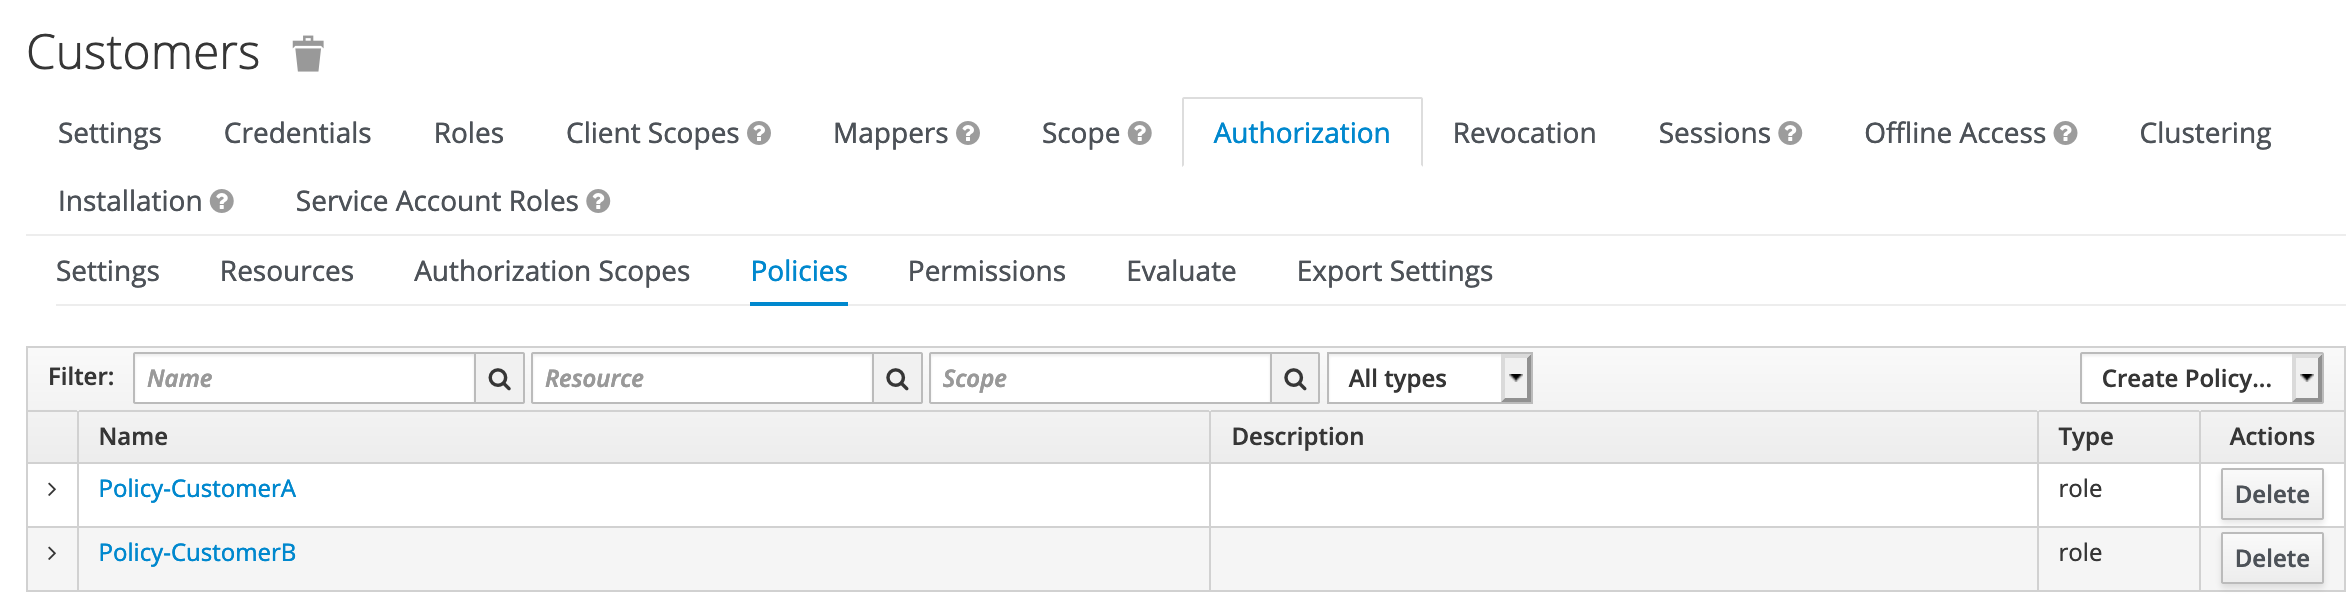 Customers
Settings Credentials Roles Client Scopes ? Mappers ? Scope ? Authorization Revocation Sessions ? Offline Access ? Clustering
Installation ? Service Account Roles ?
Settings Resources Authorization Scopes Policies Permissions Evaluate Export Settings
Filter: Name Resource Scope All types Create Policy...
Name Description Type Actions
Policy-CustomerA role Delete
Policy-CustomerB role Delete